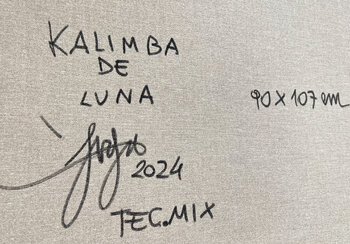 KALIMBA
DE
LUNA
90 X 107 cm
2024
TEC.MIX